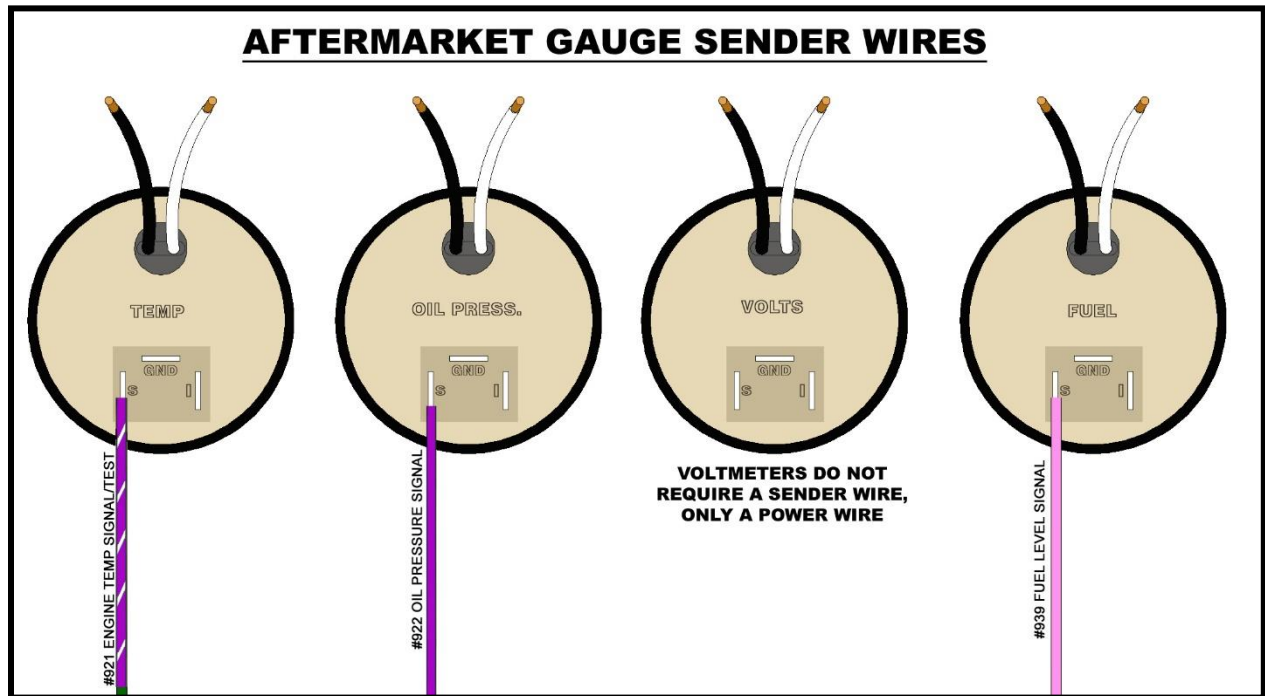 AFTERMARKET GAUGE SENDER WIRES
TEMP
GND
S I
#921 ENGINE TEMP SIGNAL/TEST
OIL PRESS.
GND
S I
#922 OIL PRESSURE SIGNAL
VOLTS
GND
S I
VOLTMETERS DO NOT
REQUIRE A SENDER WIRE,
ONLY A POWER WIRE
FUEL
GND
S I
#939 FUEL LEVEL SIGNAL